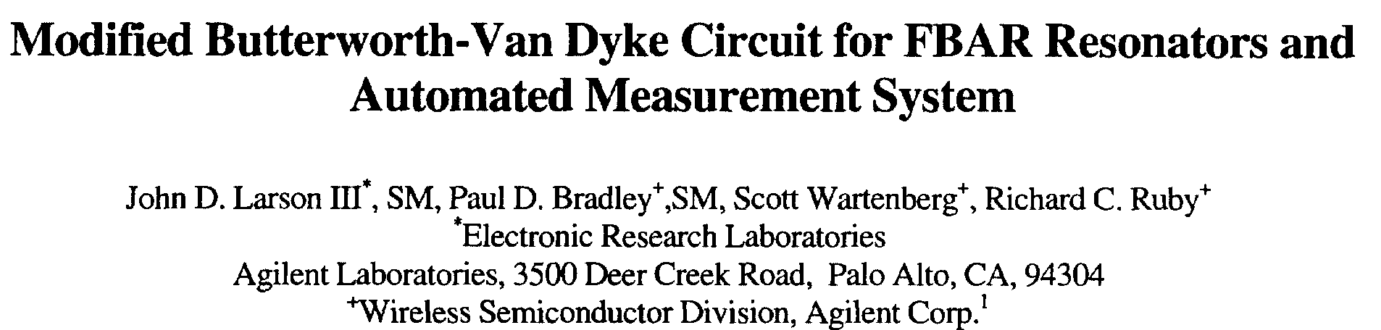 Modified Butterworth-Van Dyke Circuit for FBAR Resonators and
Automated Measurement System
John D. Larson III*, SM, Paul D. Bradley+,SM, Scott Wartenberg+, Richard C. Ruby+
*Electronic Research Laboratories
Agilent Laboratories, 3500 Deer Creek Road, Palo Alto, CA, 94304
+Wireless Semiconductor Division, Agilent Corp.1